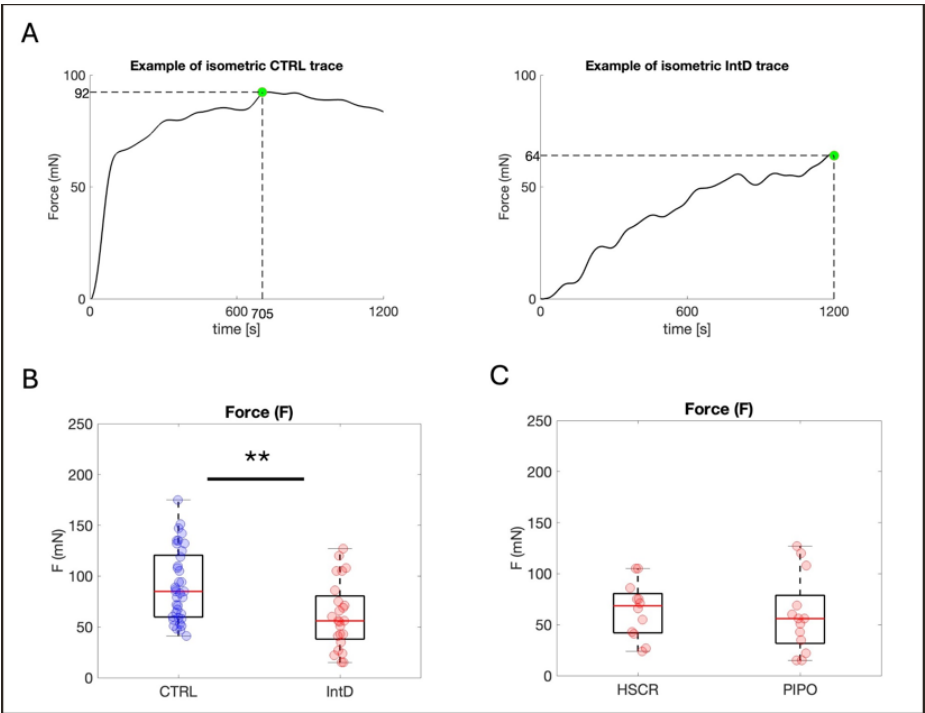 A
Example of isometric CTRL trace
100
92
50
0
Force (mN)
0
600
705
1200
time [s]
Example of isometric IntD trace
100
64
50
0
Force (mN)
0
600
1200
time [s]
B
Force (F)
250
200
150
100
50
0
F (mN)
**
CTRL
IntD
C
Force (F)
250
200
150
100
50
0
F (mN)
HSCR
PIPO